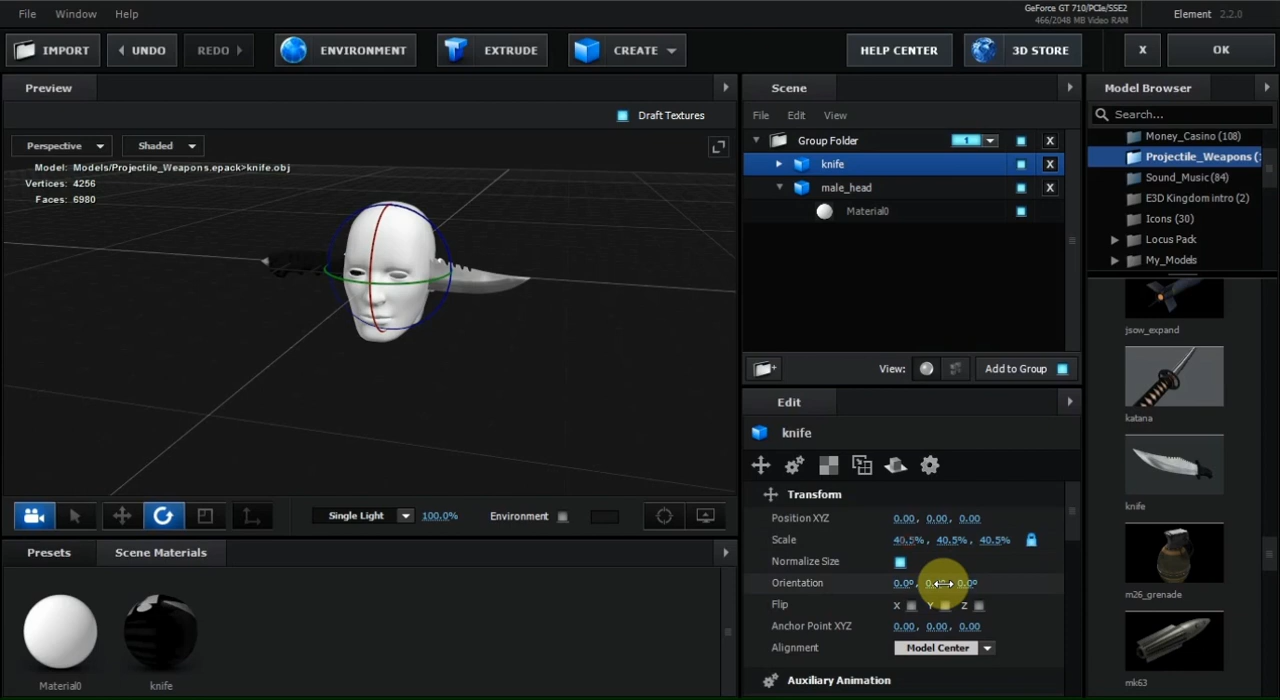 File Window Help
GeForce GT 710/PCIe/SSE2
466/2048 MB Video RAM
Element 2.2.0
IMPORT UNDO REDO ENVIRONMENT EXTRUDE CREATE HELP CENTER 3D STORE X OK
Preview
Draft Textures
Perspective Shaded
Model: Models/Projectile_Weapons.epack>knife.obj
Vertices: 4256
Faces: 6980
Single Light 100.0% Environment
Presets Scene Materials
Material0 knife
Scene
File Edit View
Group Folder 1 X
knife X
male_head X
Material0
View: Add to Group
Edit
knife
Transform
Position XYZ 0.00, 0.00, 0.00
Scale 40.5%, 40.5%, 40.5%
Normalize Size
Orientation 0.0°, 0.0°
Flip X Y Z
Anchor Point XYZ 0.00, 0.00, 0.00
Alignment Model Center
Auxiliary Animation
Model Browser
Search...
Money_Casino (108)
Projectile_Weapons
Sound_Music (84)
E3D Kingdom intro (2)
Icons (30)
Locus Pack
My_Models
jsow_expand
katana
knife
m26_grenade
mk63